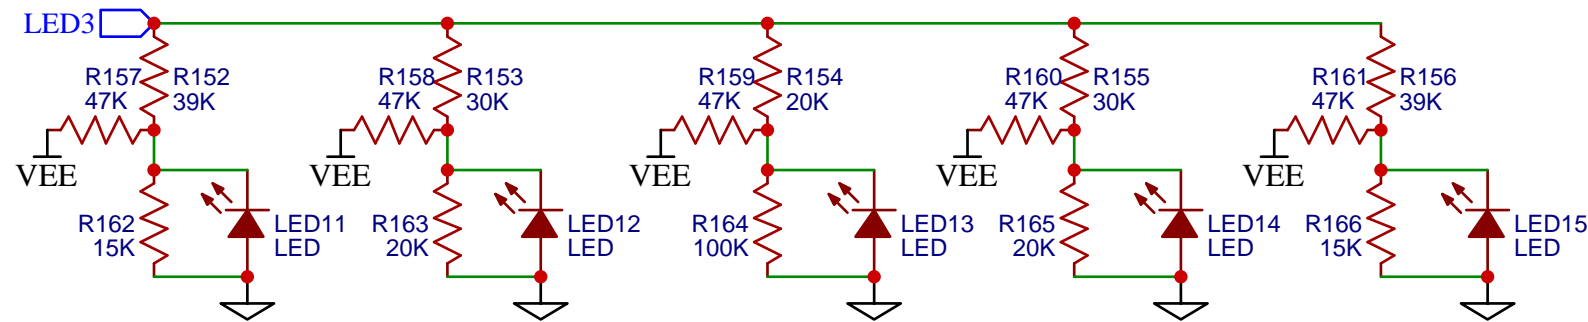 LED3
R157 R152
47K 39K
VEE
R162
15K
LED11
LED
R158 R153
47K 30K
VEE
R163
20K
LED12
LED
R159 R154
47K 20K
VEE
R164
100K
LED13
LED
R160 R155
47K 30K
VEE
R165
20K
LED14
LED
R161 R156
47K 39K
VEE
R166
15K
LED15
LED